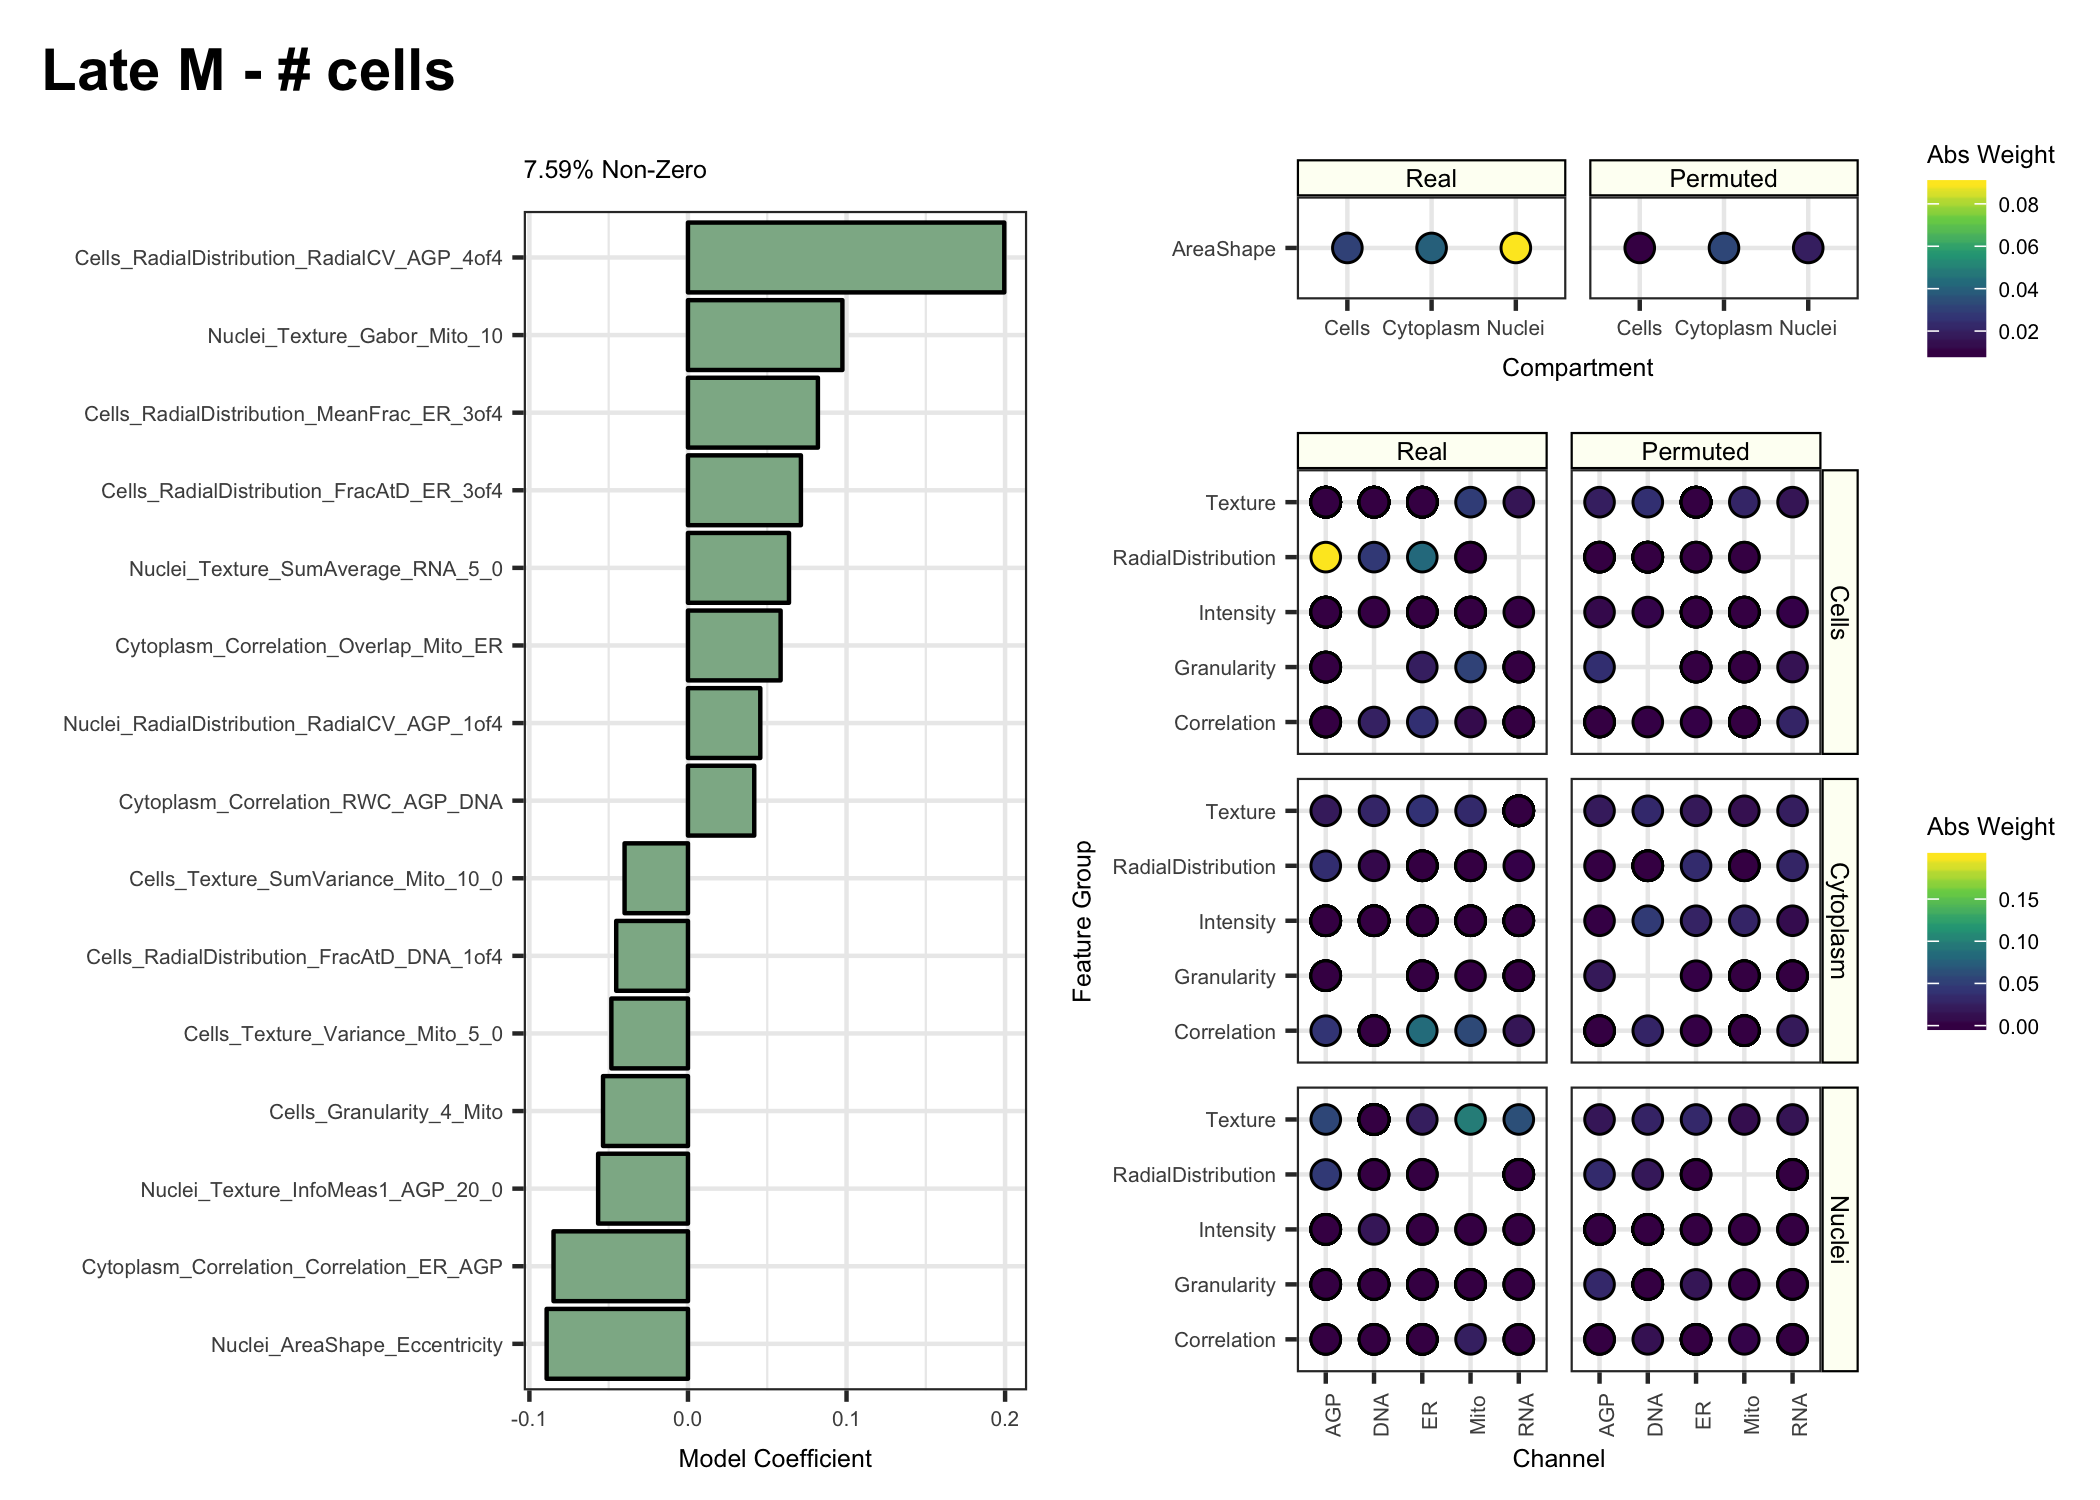 Late M - # cells
7.59% Non-Zero
Cells_RadialDistribution_RadialCV_AGP_4of4
Nuclei_Texture_Gabor_Mito_10
Cells_RadialDistribution_MeanFrac_ER_3of4
Cells_RadialDistribution_FracAtD_ER_3of4
Nuclei_Texture_SumAverage_RNA_5_0
Cytoplasm_Correlation_Overlap_Mito_ER
Nuclei_RadialDistribution_RadialCV_AGP_1of4
Cytoplasm_Correlation_RWC_AGP_DNA
Cells_Texture_SumVariance_Mito_10_0
Cells_RadialDistribution_FracAtD_DNA_1of4
Cells_Texture_Variance_Mito_5_0
Cells_Granularity_4_Mito
Nuclei_Texture_InfoMeas1_AGP_20_0
Cytoplasm_Correlation_Correlation_ER_AGP
Nuclei_AreaShape_Eccentricity
-0.1 0.0 0.1 0.2
Model Coefficient
Real Permuted
AreaShape
Cells Cytoplasm Nuclei Cells Cytoplasm Nuclei
Compartment
Abs Weight
0.08
0.06
0.04
0.02
Feature Group
Real Permuted
Texture
RadialDistribution
Intensity
Granularity
Correlation
Cells
Texture
RadialDistribution
Intensity
Granularity
Correlation
Cytoplasm
Texture
RadialDistribution
Intensity
Granularity
Correlation
Nuclei
AGP DNA ER Mito RNA AGP DNA ER Mito RNA
Channel
Abs Weight
0.15
0.10
0.05
0.00